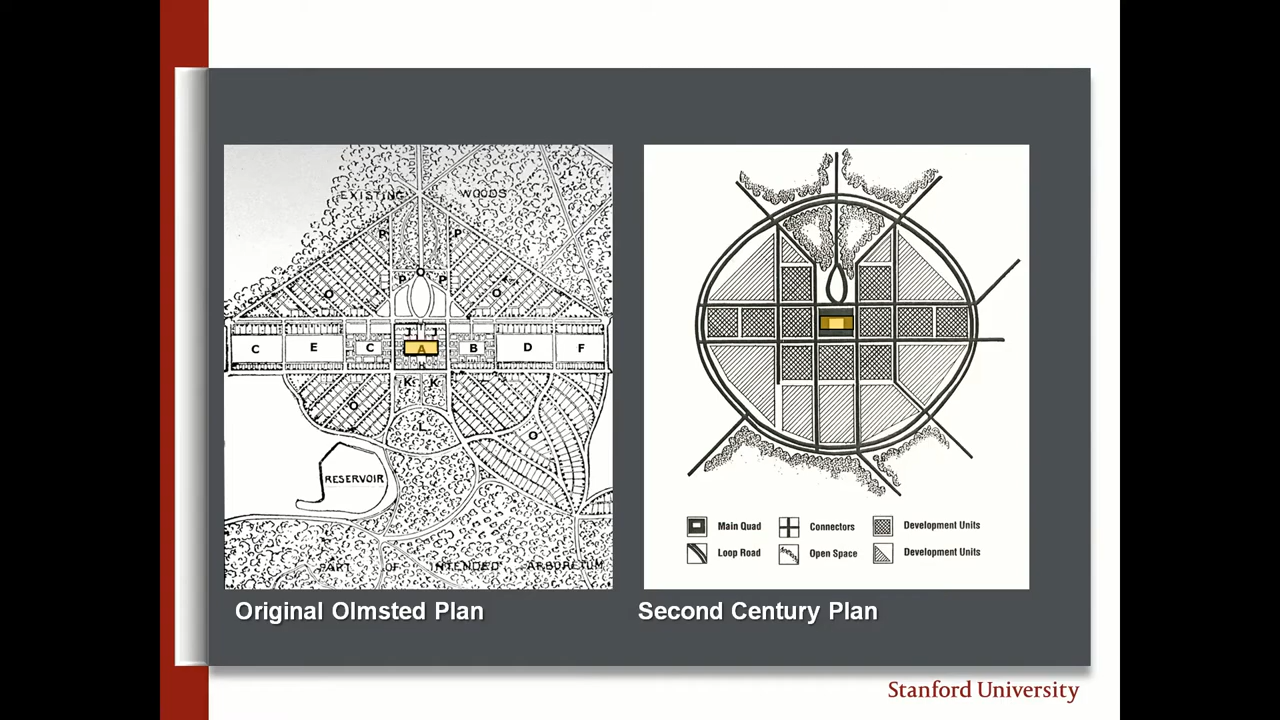 EXISTING WOODS
P P
P O P
O O
J J
C E C A B D F
K K
O L
O O
RESERVOIR
PART OF INTENDED ARBORETUM
Main Quad Connectors Development Units
Loop Road Open Space Development Units
Original Olmsted Plan Second Century Plan
Stanford University